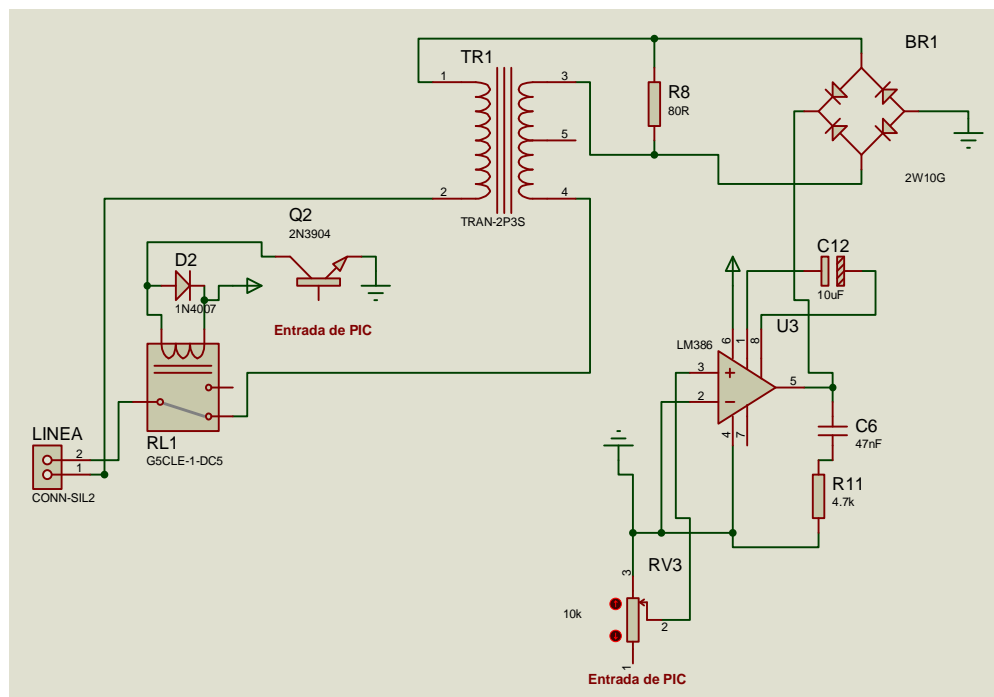 BR1
TR1
1
3
R8
80R
5
2W10G
2
4
TRAN-2P3S
Q2
2N3904
D2
1N4007
C12
10uF
Entrada de PIC
U3
LM386
6
1
8
3
5
2
4
7
C6
47nF
LINEA
2
1
RL1
G5CLE-1-DC5
CONN-SIL2
R11
4.7k
RV3
3
10k
2
1
Entrada de PIC